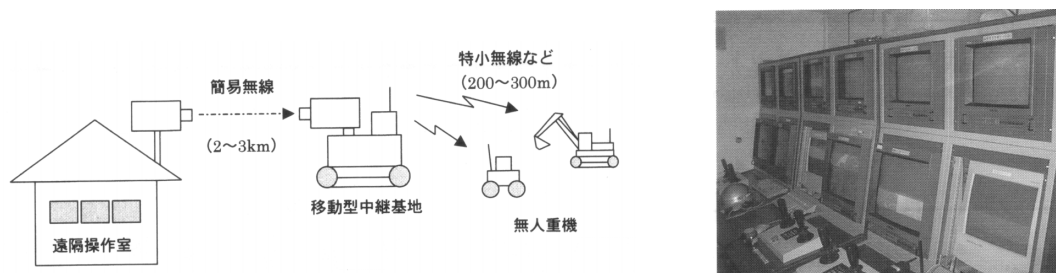 簡易無線
(2〜3km)
特小無線など
(200〜300m)
移動型中継基地
無人重機
遠隔操作室